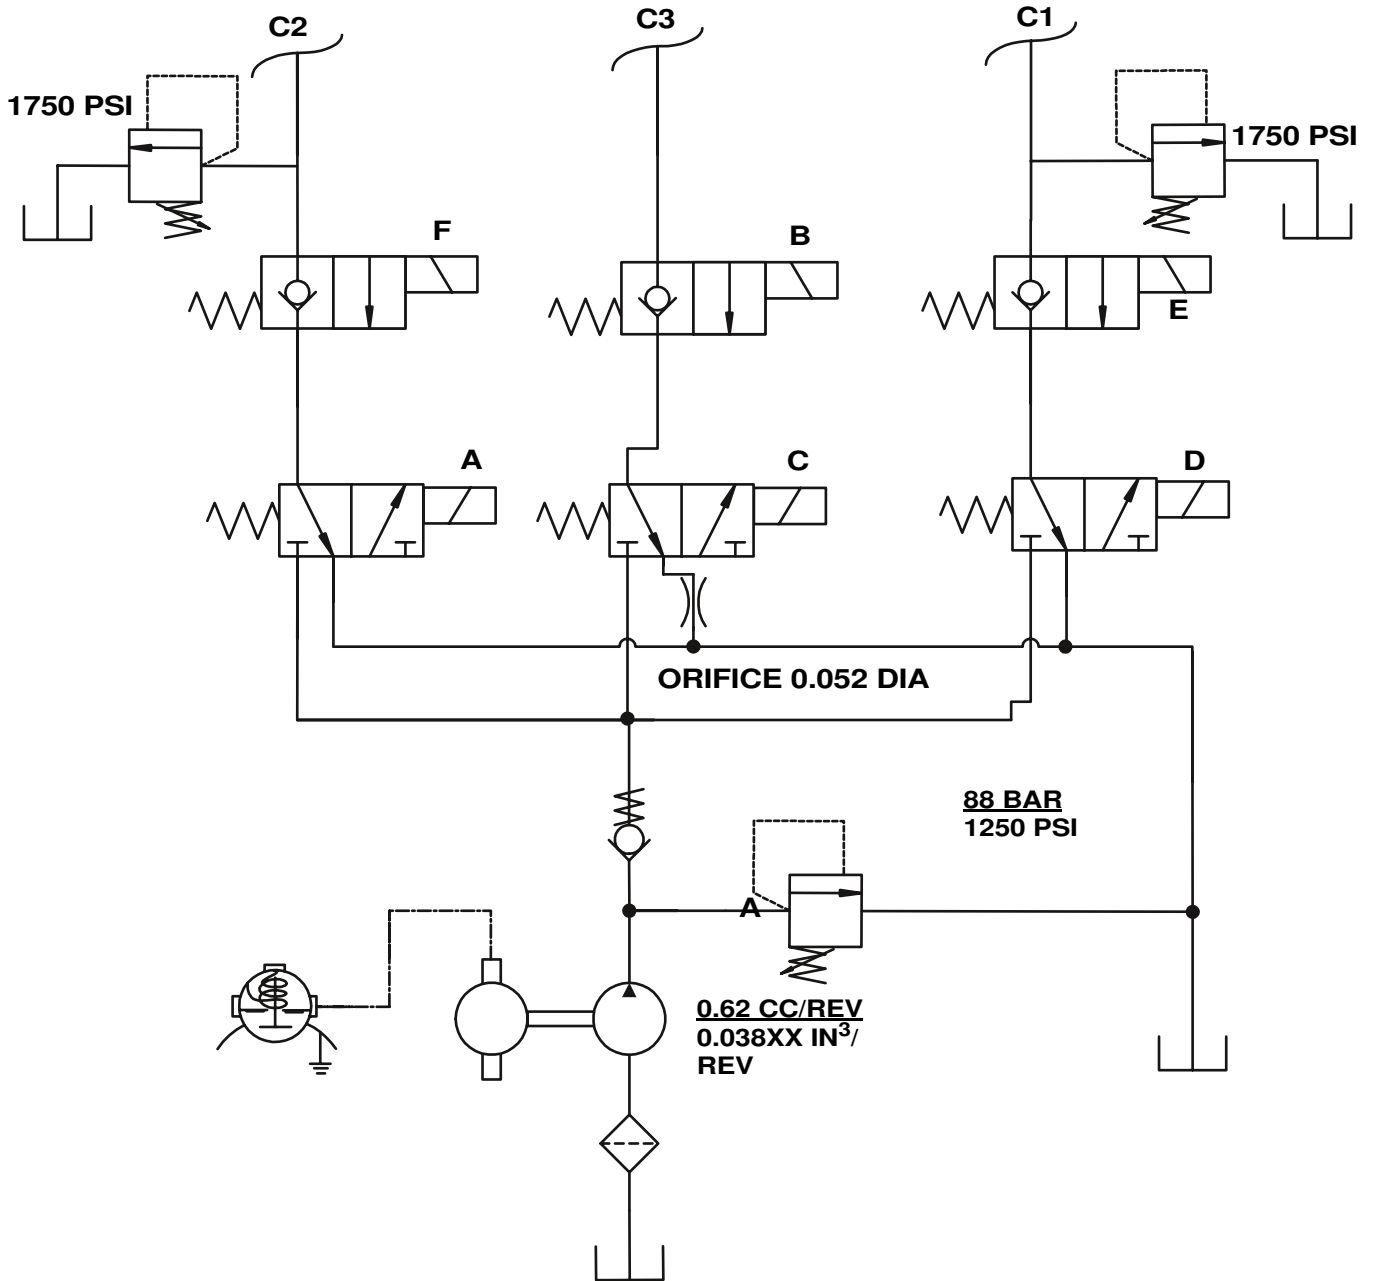 C2
C3
C1
1750 PSI
1750 PSI
F
B
E
A
C
D
ORIFICE 0.052 DIA
88 BAR
1250 PSI
A
0.62 CC/REV
0.038XX IN³/
REV